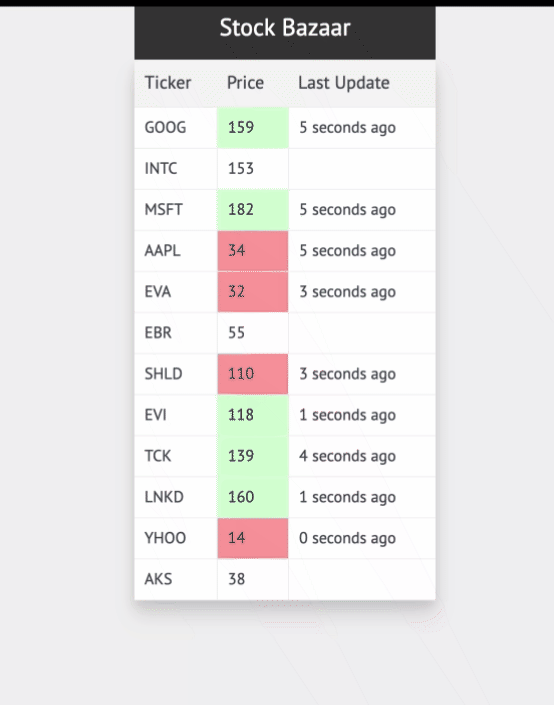 Stock Bazaar
Ticker Price Last Update
GOOG 159 5 seconds ago
INTC 153
MSFT 182 5 seconds ago
AAPL 34 5 seconds ago
EVA 32 3 seconds ago
EBR 55
SHLD 110 3 seconds ago
EVI 118 1 seconds ago
TCK 139 4 seconds ago
LNKD 160 1 seconds ago
YHOO 14 0 seconds ago
AKS 38